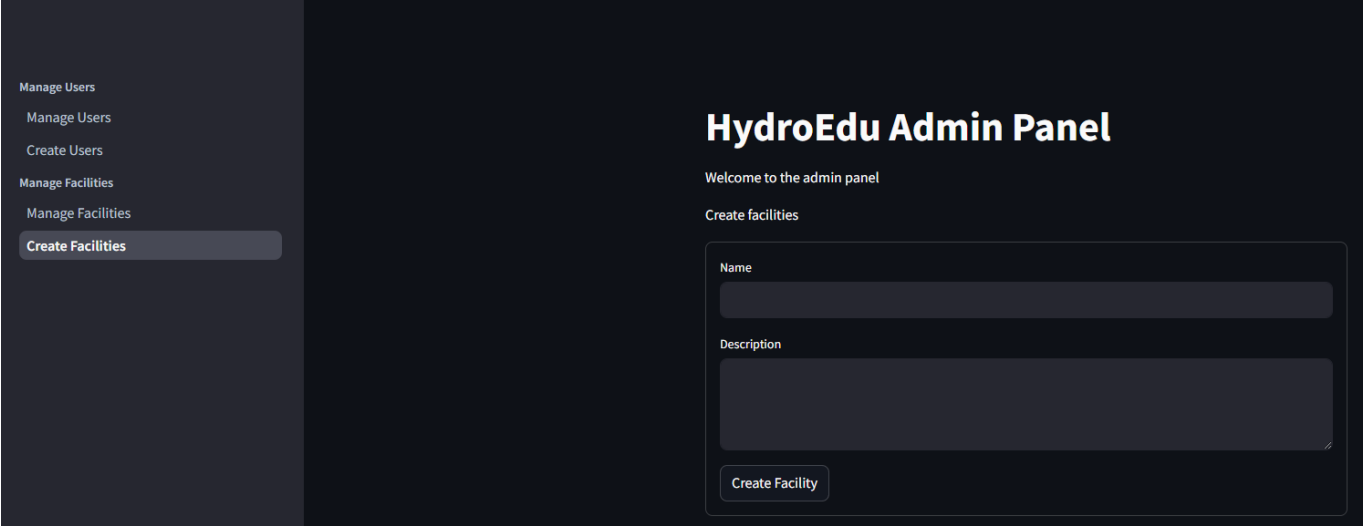 Manage Users
Manage Users
Create Users
Manage Facilities
Manage Facilities
Create Facilities
HydroEdu Admin Panel
Welcome to the admin panel
Create facilities
Name
Description
Create Facility